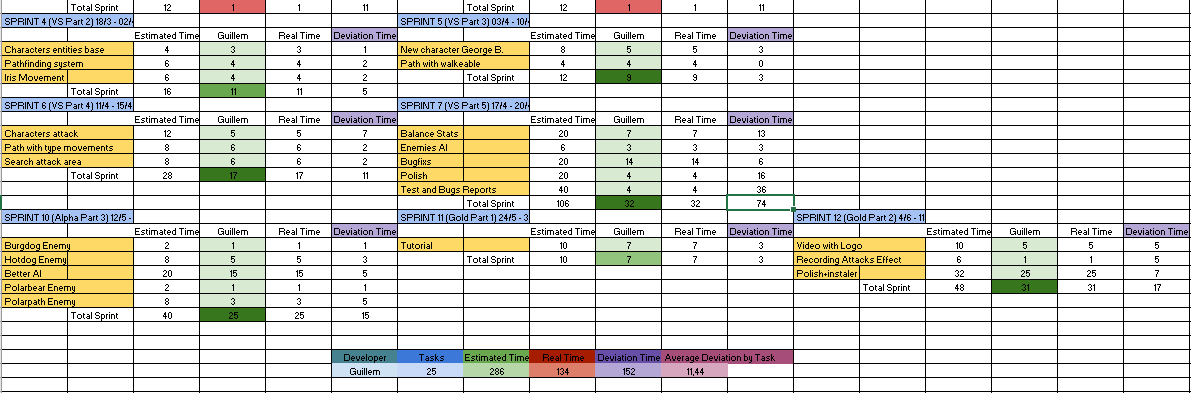 Total Sprint 12 1 1 11 Total Sprint 12 1 1 11
SPRINT 4 (VS Part 2) 18/3 - 02/ SPRINT 5 (VS Part 3) 03/4 - 10/
Estimated Time Guillem Real Time Deviation Time Estimated Time Guillem Real Time Deviation Time
Characters entities base 4 3 3 1 New character George B. 8 5 5 3
Pathfinding system 6 4 4 2 Path with walkeable 4 4 4 0
Iris Movement 6 4 4 2 Total Sprint 12 9 9 3
Total Sprint 16 11 11 5
SPRINT 6 (VS Part 4) 11/4 - 15/4 SPRINT 7 (VS Part 5) 17/4 - 20/
Estimated Time Guillem Real Time Deviation Time Estimated Time Guillem Real Time Deviation Time
Characters attack 12 5 5 7 Balance Stats 20 7 7 13
Path with type movements 8 6 6 2 Enemies AI 6 3 3 3
Search attack area 8 6 6 2 Bugfixs 20 14 14 6
Total Sprint 28 17 17 11 Polish 20 4 4 16
Test and Bugs Reports 40 4 4 36
Total Sprint 106 32 32 74
SPRINT 10 (Alpha Part 3) 12/5 - SPRINT 11 (Gold Part 1) 24/5 - 3 SPRINT 12 (Gold Part 2) 4/6 - 11
Estimated Time Guillem Real Time Deviation Time Estimated Time Guillem Real Time Deviation Time Estimated Time Guillem Real Time Deviation Time
Burgdog Enemy 2 1 1 1 Tutorial 10 7 7 3 Video with Logo 10 5 5 5
Hotdog Enemy 8 5 5 3 Total Sprint 10 7 7 3 Recording Attacks Effect 6 1 1 5
Better AI 20 15 15 5 Polish+instaler 32 25 25 7
Polarbear Enemy 2 1 1 1 Total Sprint 48 31 31 17
Polarpath Enemy 8 3 3 5
Total Sprint 40 25 25 15
Developer Tasks Estimated Time Real Time Deviation Time Average Deviation by Task
Guillem 25 286 134 152 11,44